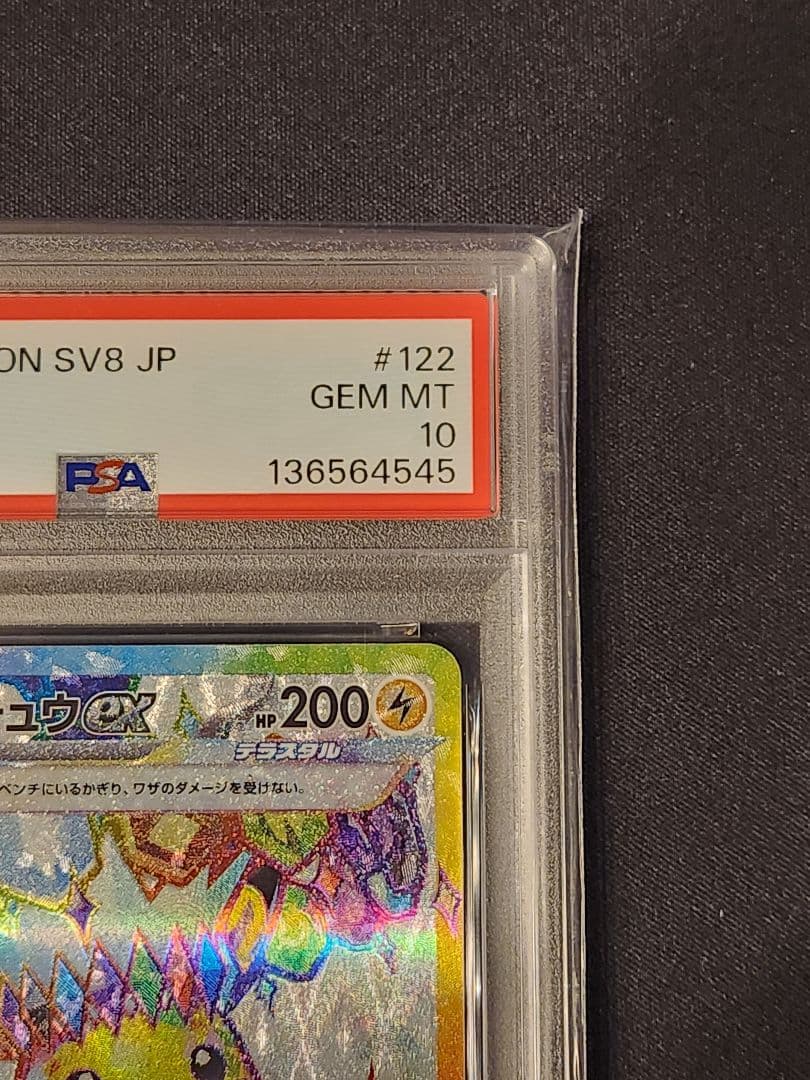 ON SV8 JP #122
GEM MT
10
PSA 136564545
ュウex HP 200
テラスタル
ベンチにいるかぎり、ワザのダメージを受けない。